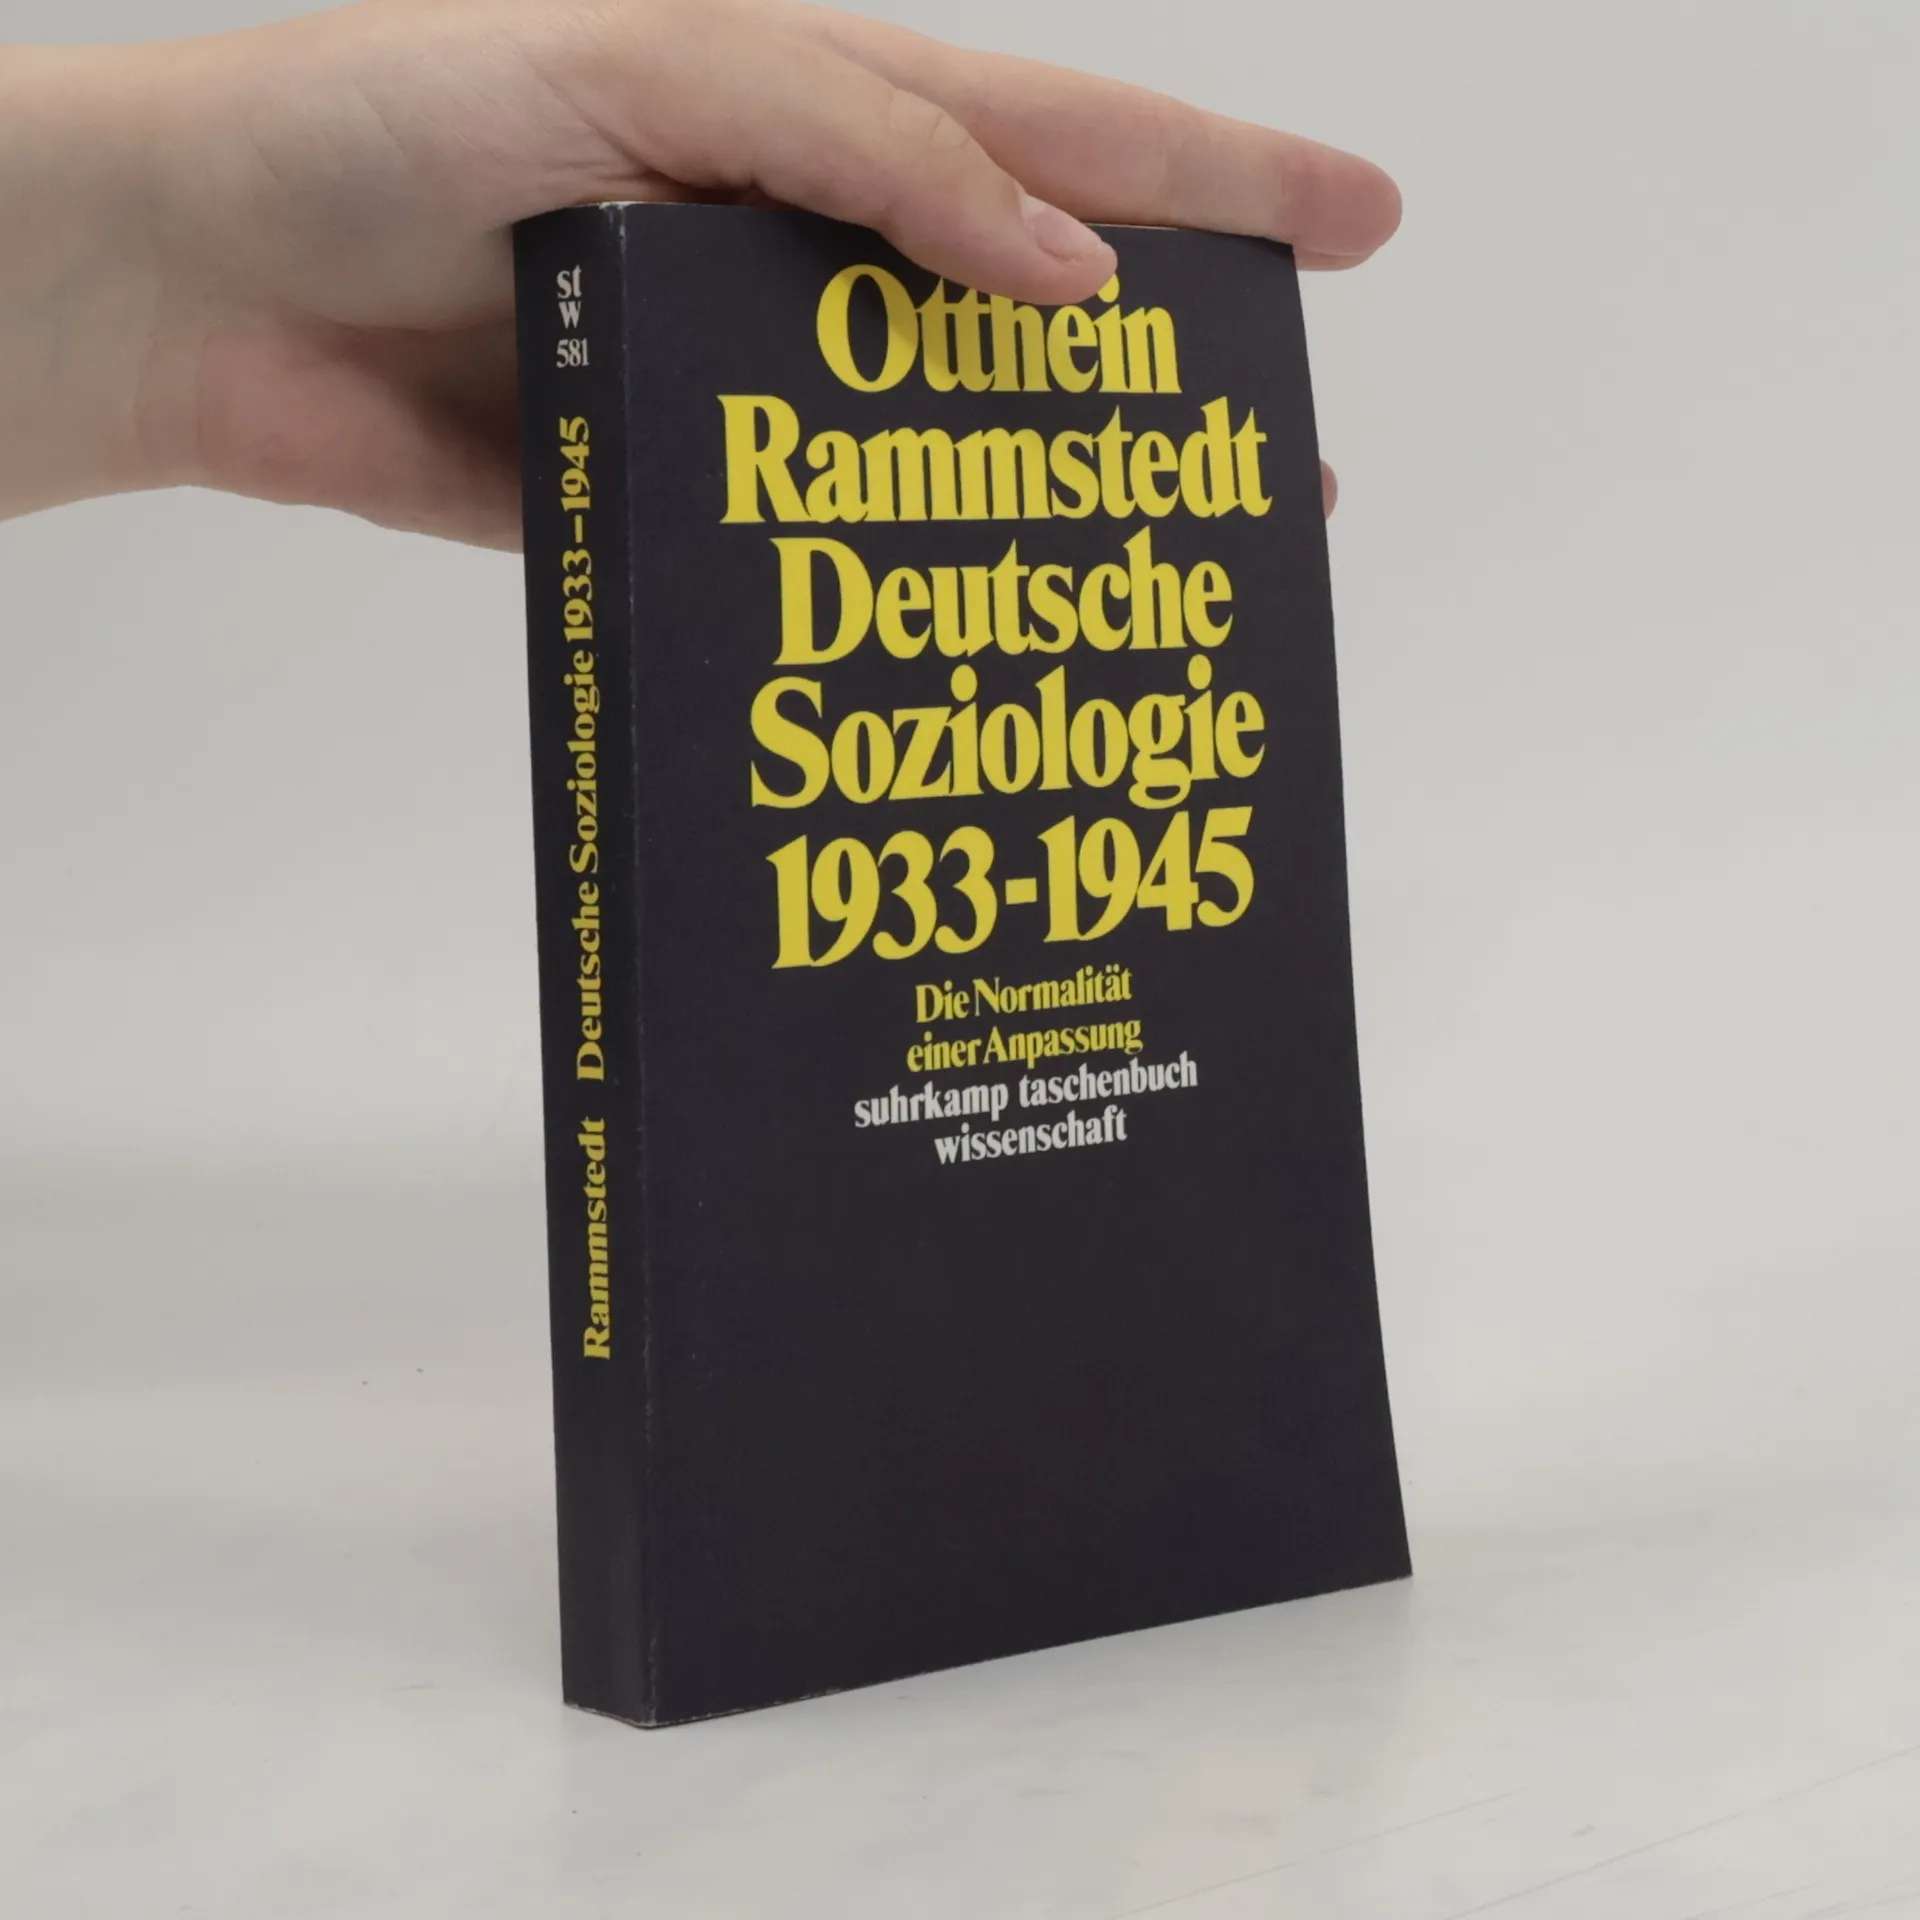 st
w
581
Rammstedt Deutsche Soziologie 1933–1945
Otthein
Rammstedt
Deutsche
Soziologie
1933-1945
Die Normalität
einer Anpassung
suhrkamp taschenbuch
wissenschaft